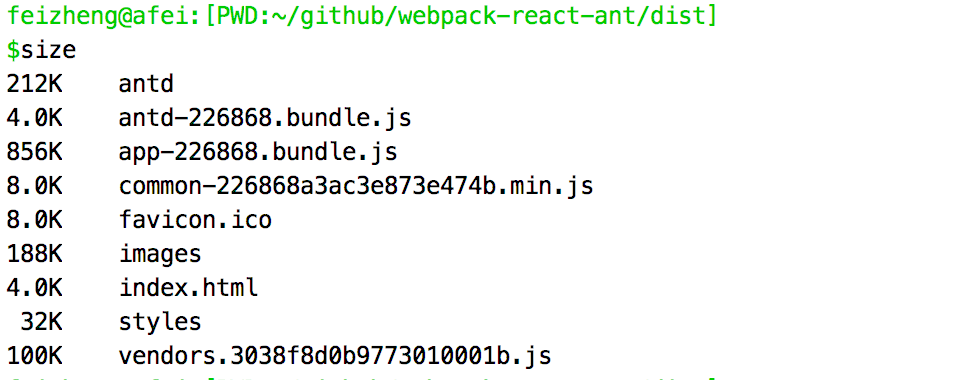 feizheng@afei:[PWD:~/github/webpack-react-ant/dist]
$size
212K    antd
4.0K    antd-226868.bundle.js
856K    app-226868.bundle.js
8.0K    common-226868a3ac3e873e474b.min.js
8.0K    favicon.ico
188K    images
4.0K    index.html
 32K    styles
100K    vendors.3038f8d0b9773010001b.js